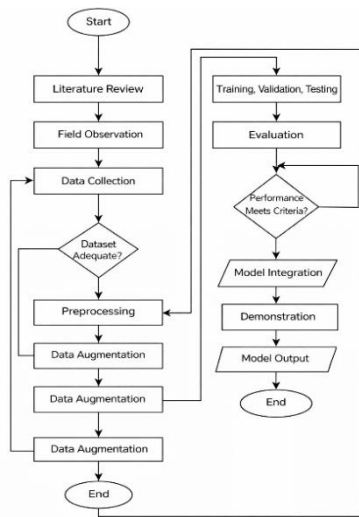 Start
Literature Review
Field Observation
Data Collection
Dataset
Adequate?
Preprocessing
Data Augmentation
Data Augmentation
Data Augmentation
End
Training, Validation, Testing
Evaluation
Performance
Meets Criteria?
Model Integration
Demonstration
Model Output
End